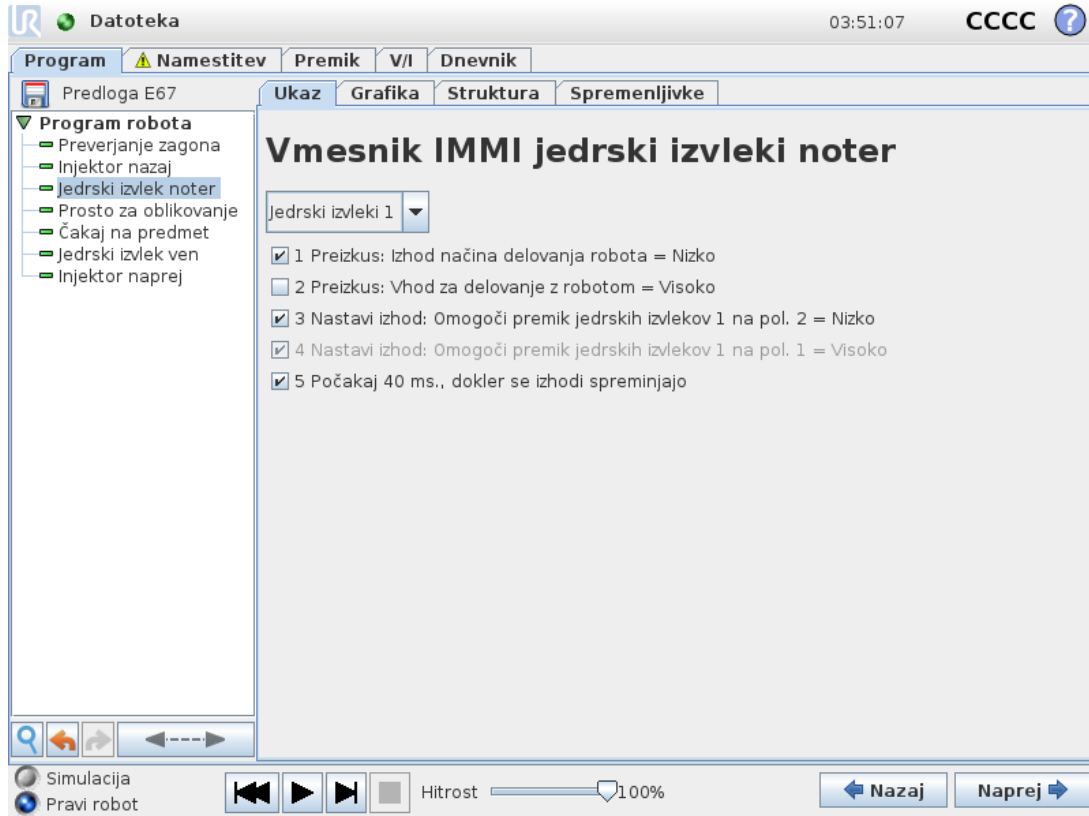 UR Datoteka 03:51:07 CCCC ?
Program Namestitev Premik V/I Dnevnik
Predloga E67
Ukaz Grafika Struktura Spremenljivke
Program robota
Preverjanje zagona
Injektor nazaj
Jedrski izvlek noter
Prosto za oblikovanje
Čakaj na predmet
Jedrski izvlek ven
Injektor naprej
Vmesnik IMMI jedrski izvleki noter
Jedrski izvleki 1
1 Preizkus: Izhod načina delovanja robota = Nizko
2 Preizkus: Vhod za delovanje z robotom = Visoko
3 Nastavi izhod: Omogoči premik jedrskih izvlekov 1 na pol. 2 = Nizko
4 Nastavi izhod: Omogoči premik jedrskih izvlekov 1 na pol. 1 = Visoko
5 Počakaj 40 ms., dokler se izhodi spreminjajo
Simulacija
Pravi robot
Hitrost 100%
Nazaj Naprej